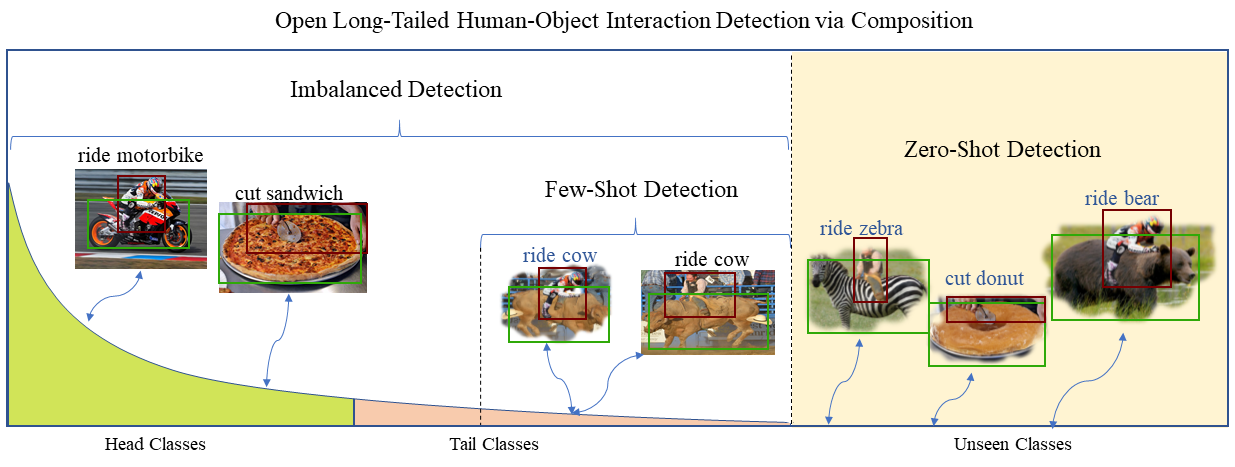 Open Long-Tailed Human-Object Interaction Detection via Composition
Imbalanced Detection
Zero-Shot Detection
ride motorbike
cut sandwich
Few-Shot Detection
ride bear
ride zebra
ride cow
ride cow
cut donut
Head Classes
Tail Classes
Unseen Classes